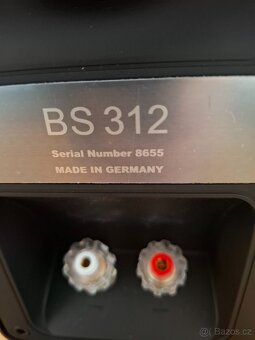 BS 312
Serial Number 8655
MADE IN GERMANY
Bazos.cz